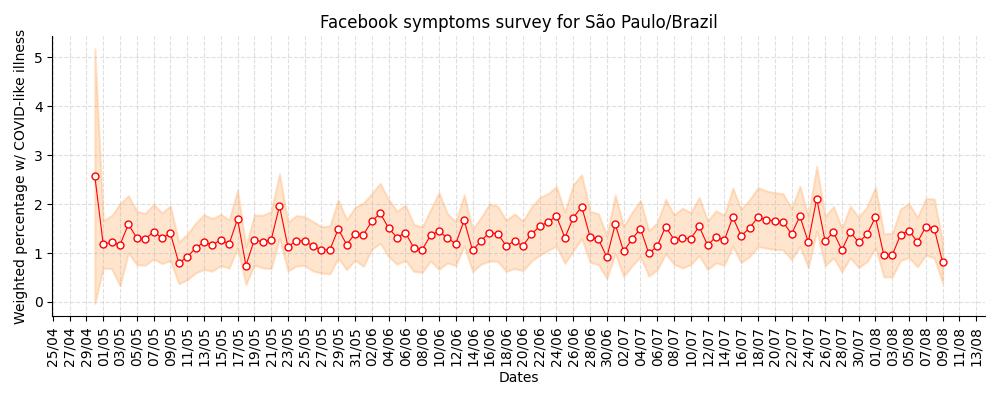 Facebook symptoms survey for São Paulo/Brazil
Weighted percentage w/ COVID-like illness
5
4
3
2
1
0
25/04 27/04 29/04 01/05 03/05 05/05 07/05 09/05 11/05 13/05 15/05 17/05 19/05 21/05 23/05 25/05 27/05 29/05 31/05 02/06 04/06 06/06 08/06 10/06 12/06 14/06 16/06 18/06 20/06 22/06 24/06 26/06 28/06 30/06 02/07 04/07 06/07 08/07 10/07 12/07 14/07 16/07 18/07 20/07 22/07 24/07 26/07 28/07 30/07 01/08 03/08 05/08 07/08 09/08 11/08 13/08
Dates